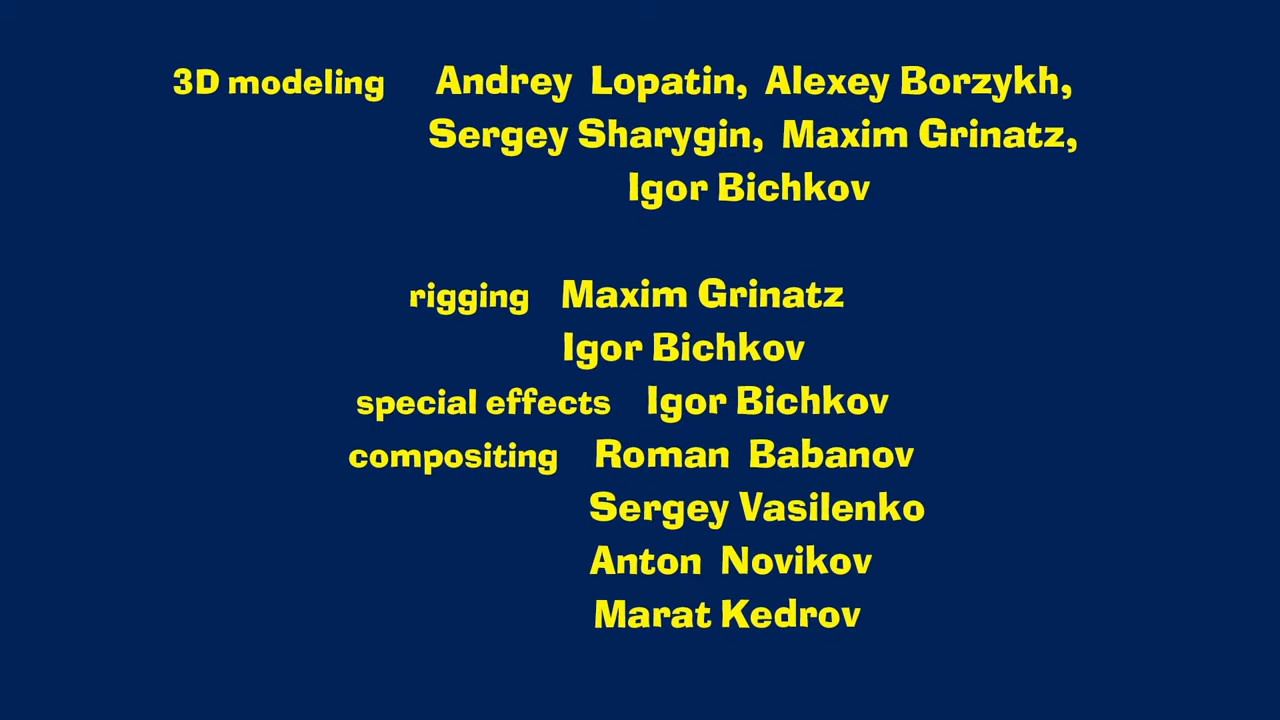 3D modeling Andrey Lopatin, Alexey Borzykh,
Sergey Sharygin, Maxim Grinatz,
Igor Bichkov
rigging Maxim Grinatz
Igor Bichkov
special effects Igor Bichkov
compositing Roman Babanov
Sergey Vasilenko
Anton Novikov
Marat Kedrov